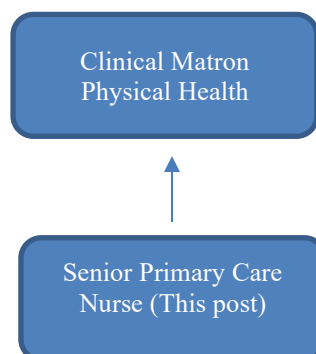 Clinical Matron
Physical Health
Senior Primary Care
Nurse (This post)